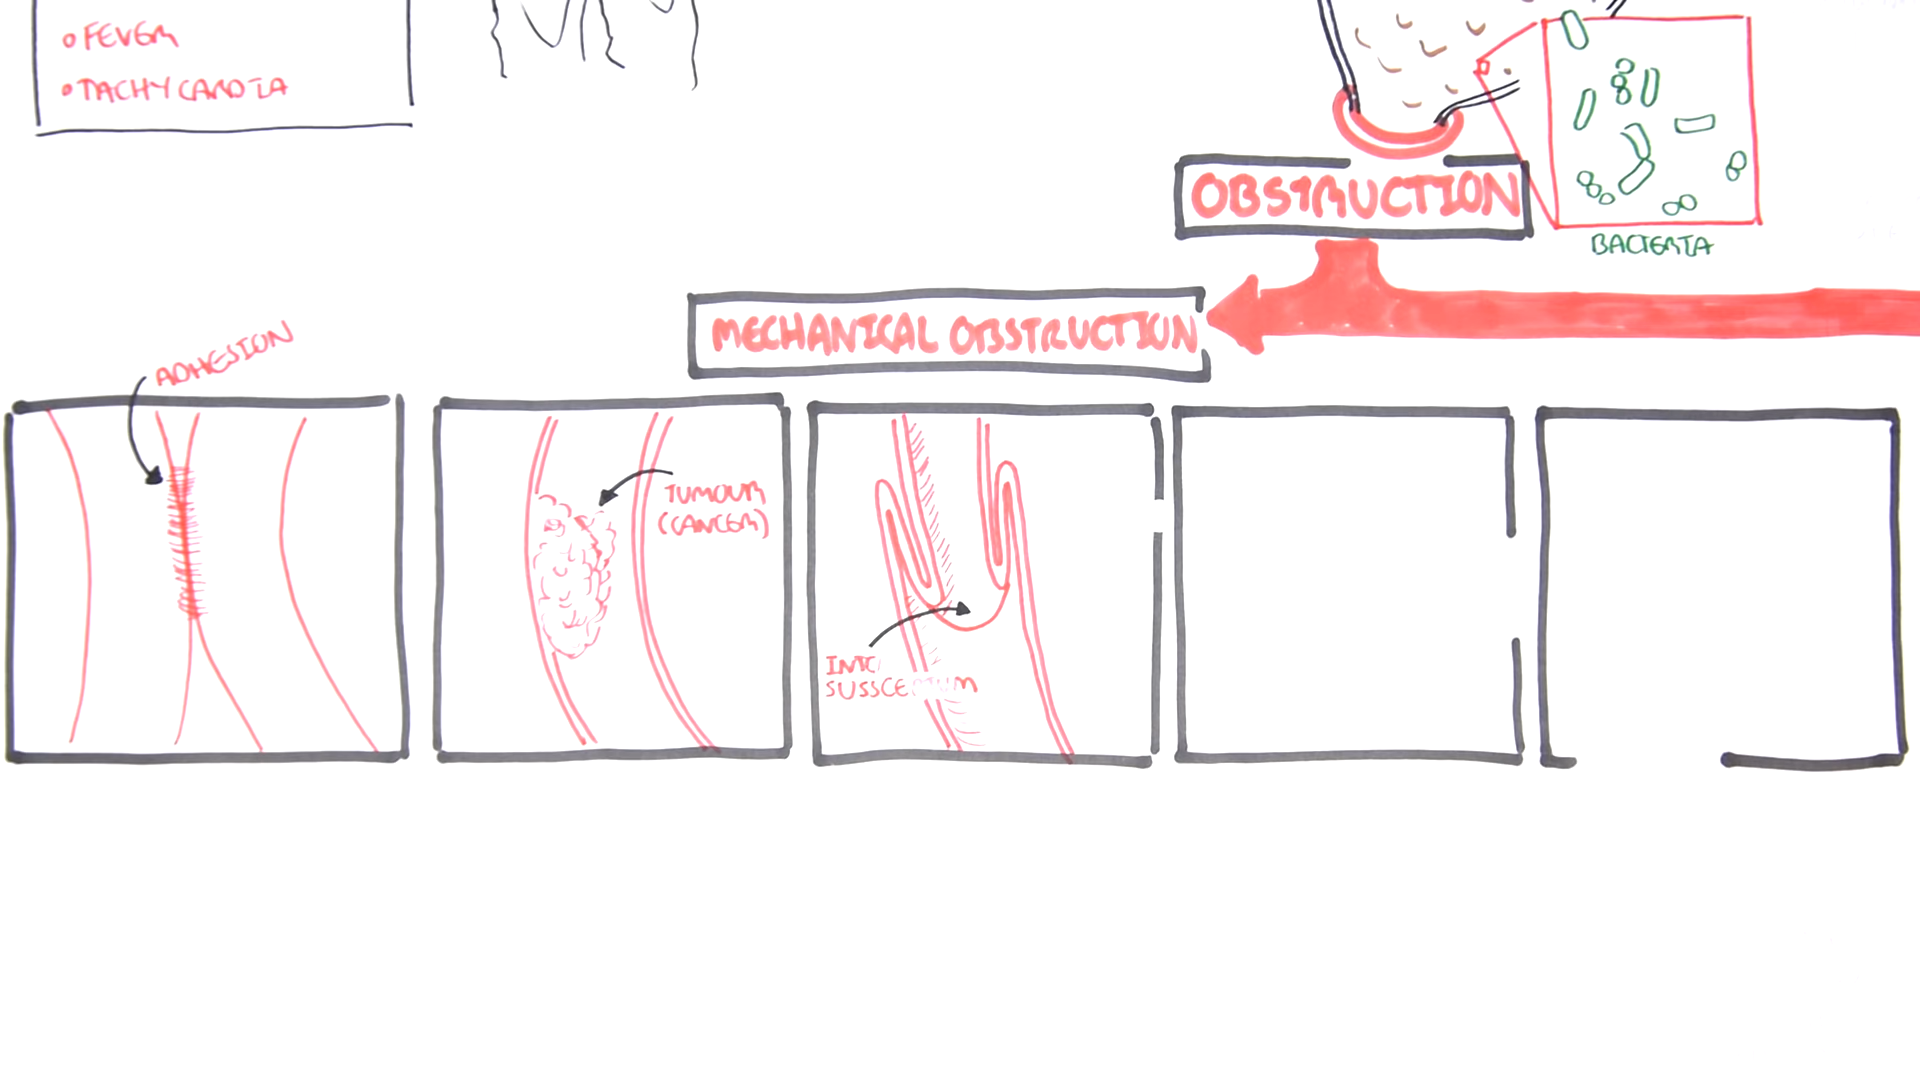 FEVER
TACHYCARDIA
OBSTRUCTION
BACTERIA
MECHANICAL OBSTRUCTION
ADHESION
TUMOUR
(CANCER)